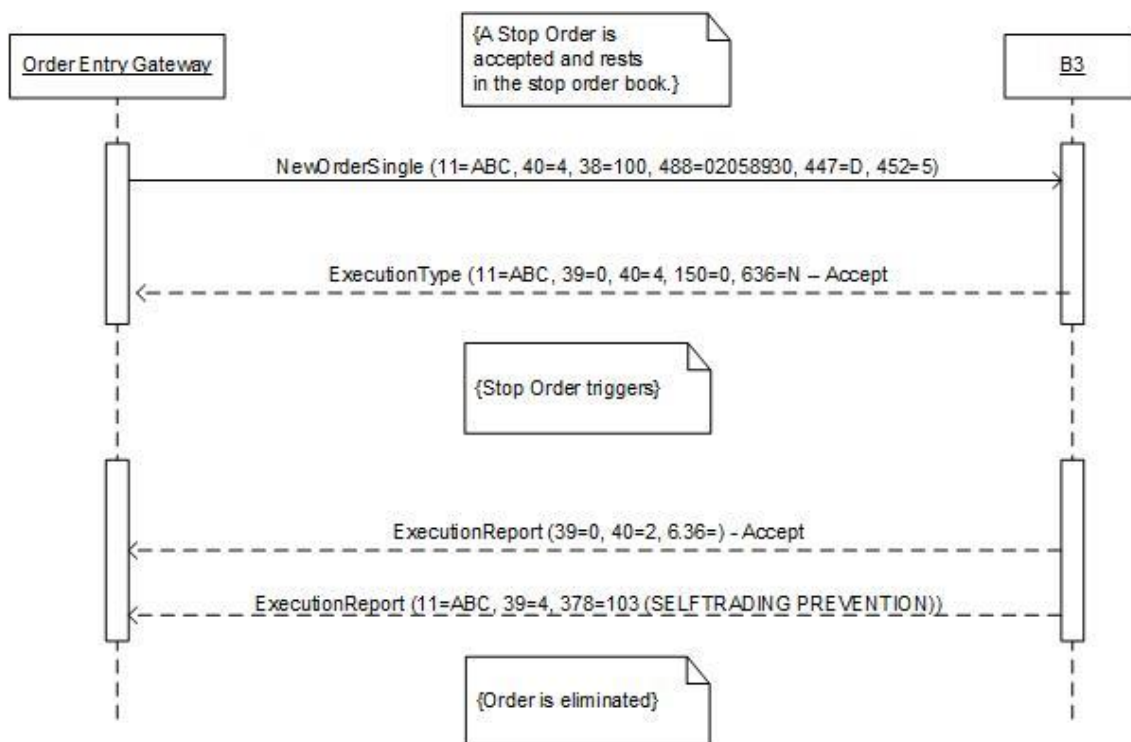 Order Entry Gateway
{A Stop Order is
accepted and rests
in the stop order book.}
B3
NewOrderSingle (11=ABC, 40=4, 38=100, 488=02058930, 447=D, 452=5)
ExecutionType (11=ABC, 39=0, 40=4, 150=0, 636=N – Accept
{Stop Order triggers}
ExecutionReport (39=0, 40=2, 6.36=) - Accept
ExecutionReport (11=ABC, 39=4, 378=103 (SELFTRADING PREVENTION))
{Order is eliminated}